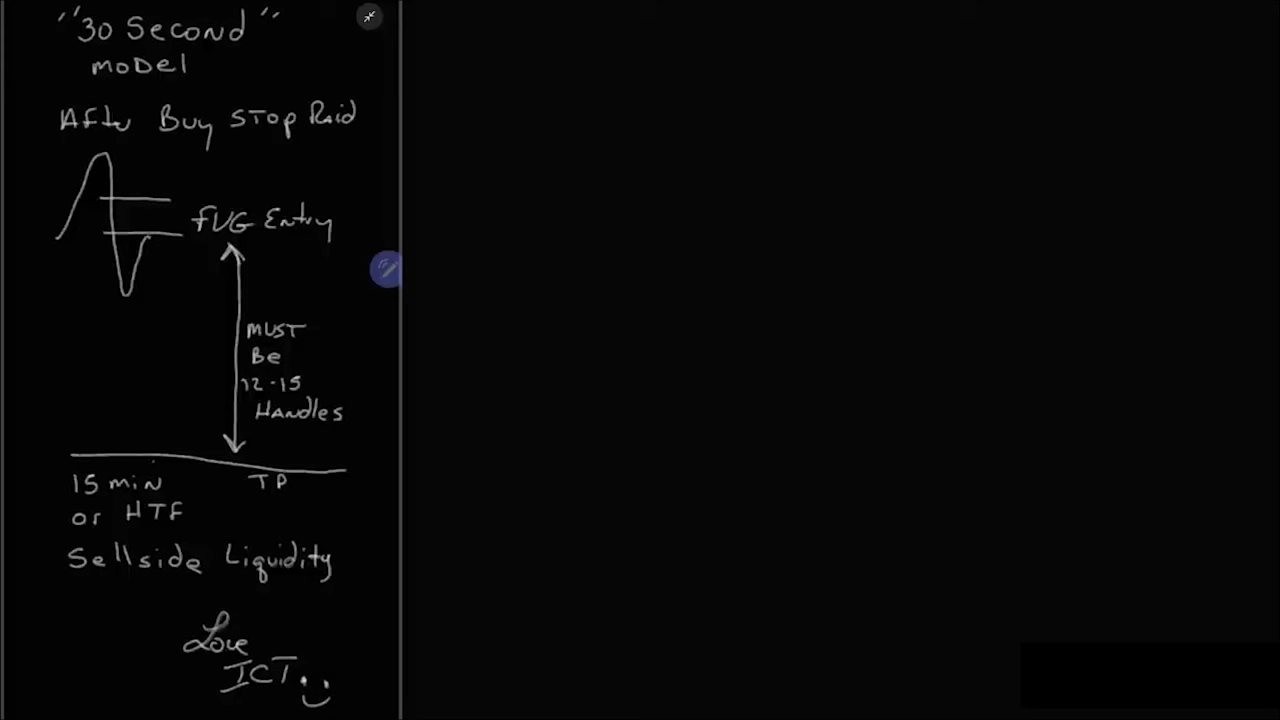 "30 Second"
model
After Buy Stop Raid
FVG Entry
MUST
Be
12-15
HANdles
15 min
TP
or HTF
Sellside Liquidity
Love
ICT